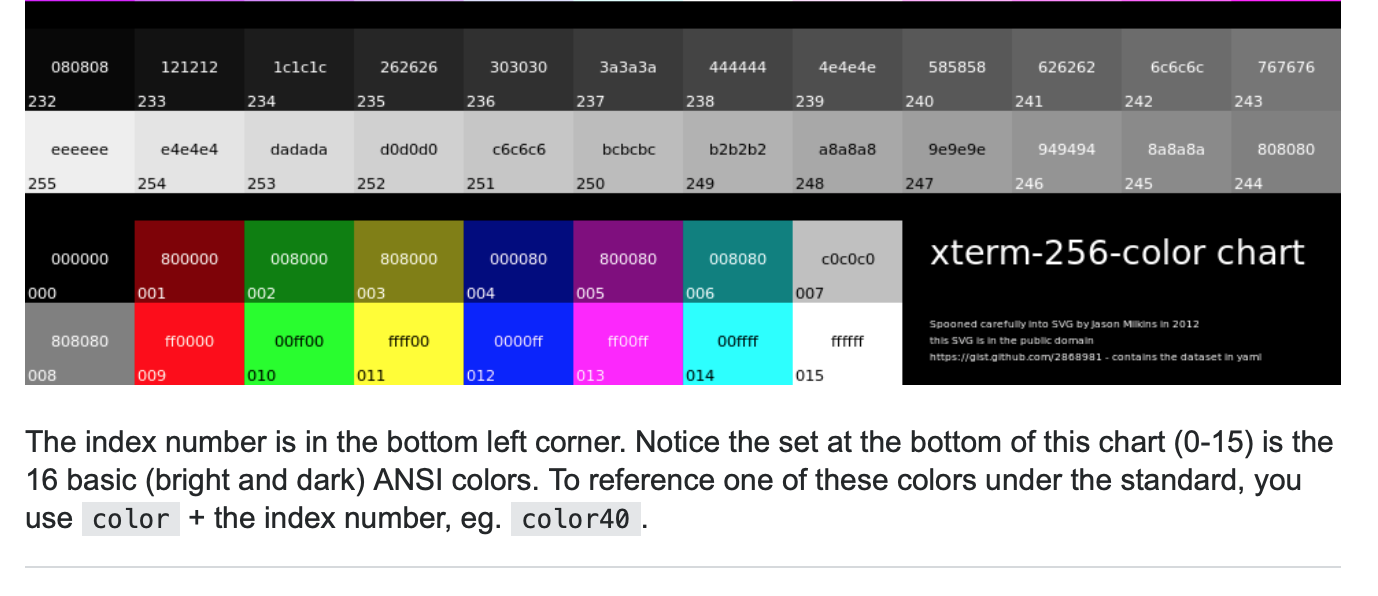 080808 121212 1c1c1c 262626 303030 3a3a3a 444444 4e4e4e 585858 626262 6c6c6c 767676
232 233 234 235 236 237 238 239 240 241 242 243
eeeeee e4e4e4 dadada d0d0d0 c6c6c6 bcbcbc b2b2b2 a8a8a8 9e9e9e 949494 8a8a8a 808080
255 254 253 252 251 250 249 248 247 246 245 244
000000 800000 008000 808000 000080 800080 008080 c0c0c0
000 001 002 003 004 005 006 007
808080 ff0000 00ff00 ffff00 0000ff ff00ff 00ffff ffffff
008 009 010 011 012 013 014 015
xterm-256-color chart
Spooned carefully into SVG by Jason Milkins in 2012
this SVG is in the public domain
https://gist.github.com/2868981 - contains the dataset in yaml
The index number is in the bottom left corner. Notice the set at the bottom of this chart (0-15) is the
16 basic (bright and dark) ANSI colors. To reference one of these colors under the standard, you
use color + the index number, eg. color40.